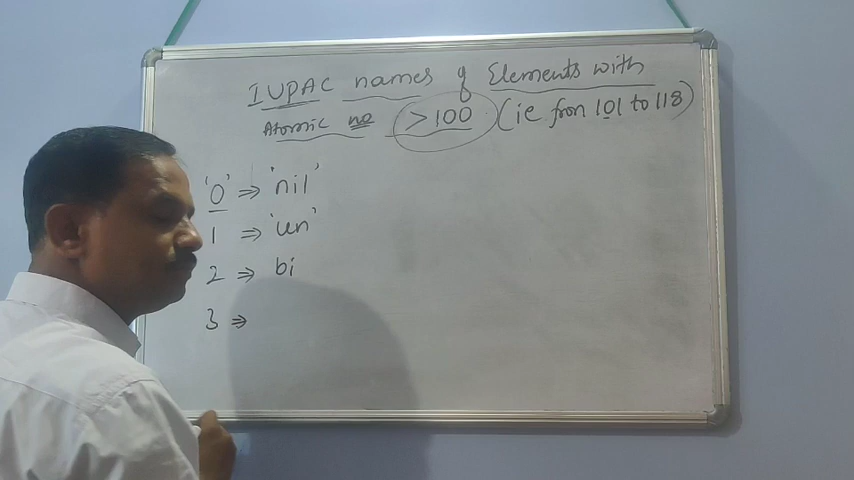 IUPAC names of Elements with
Atomic no >100 (ie from 101 to 118)
'0' ⇒ 'nil'
1 ⇒ 'un'
2 ⇒ bi
3 ⇒